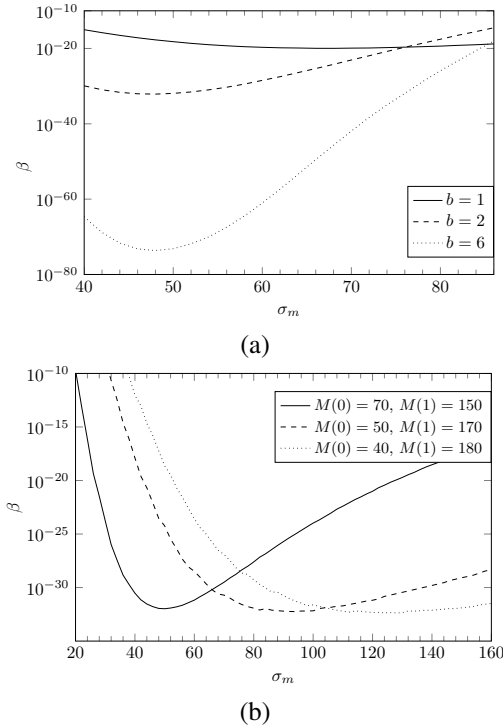 10^{-10}
10^{-20}
10^{-40}
10^{-60}
10^{-80}
β
40 50 60 70 80
σ_m
b = 1
b = 2
b = 6
(a)
10^{-10}
10^{-15}
10^{-20}
10^{-25}
10^{-30}
β
20 40 60 80 100 120 140 160
σ_m
M(0) = 70, M(1) = 150
M(0) = 50, M(1) = 170
M(0) = 40, M(1) = 180
(b)